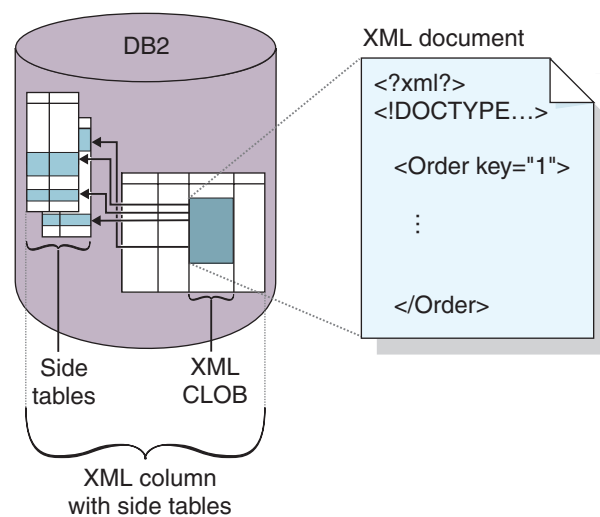 DB2
XML document
<?xml?>
<!DOCTYPE…>
<Order key="1">
⋮
</Order>
Side
tables
XML
CLOB
XML column
with side tables